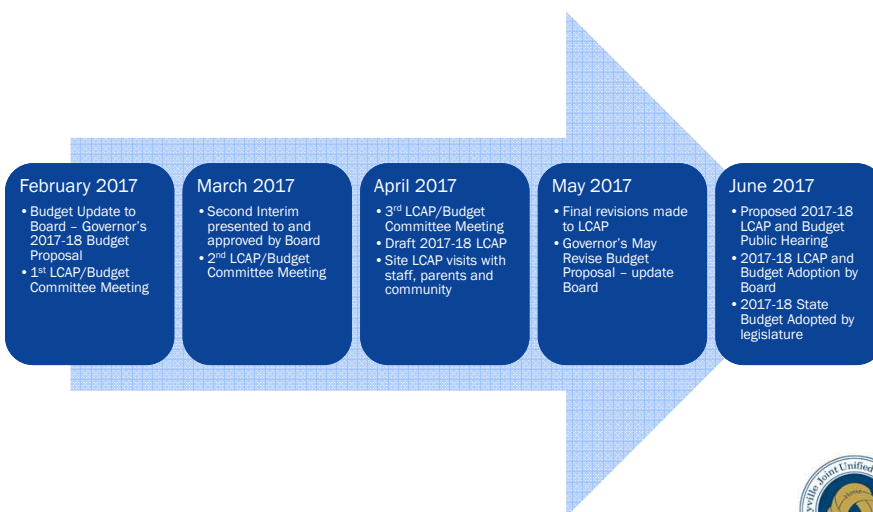 February 2017
• Budget Update to
Board – Governor's
2017-18 Budget
Proposal
• 1st LCAP/Budget
Committee Meeting
March 2017
• Second Interim
presented to and
approved by Board
• 2nd LCAP/Budget
Committee Meeting
April 2017
• 3rd LCAP/Budget
Committee Meeting
• Draft 2017-18 LCAP
• Site LCAP visits with
staff, parents and
community
May 2017
• Final revisions made
to LCAP
• Governor's May
Revise Budget
Proposal – update
Board
June 2017
• Proposed 2017-18
LCAP and Budget
Public Hearing
• 2017-18 LCAP and
Budget Adoption by
Board
• 2017-18 State
Budget Adopted by
legislature
Joint Unified